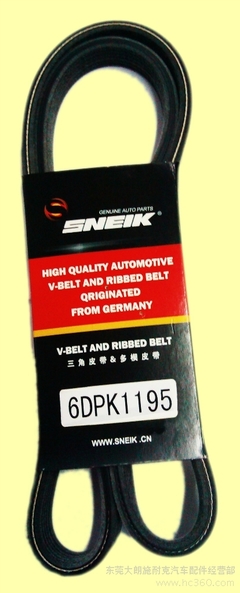 GENUINE AUTO PARTS
SNEIK®
HIGH QUALITY AUTOMOTIVE
V-BELT AND RIBBED BELT
QRIGINATED
FROM GERMANY
V-BELT AND RIBBED BELT
三角皮带&多楔皮带
6DPK1195
WWW.SNEIK.CN
东莞大朗施耐克汽车配件经营部
www.hc360.com